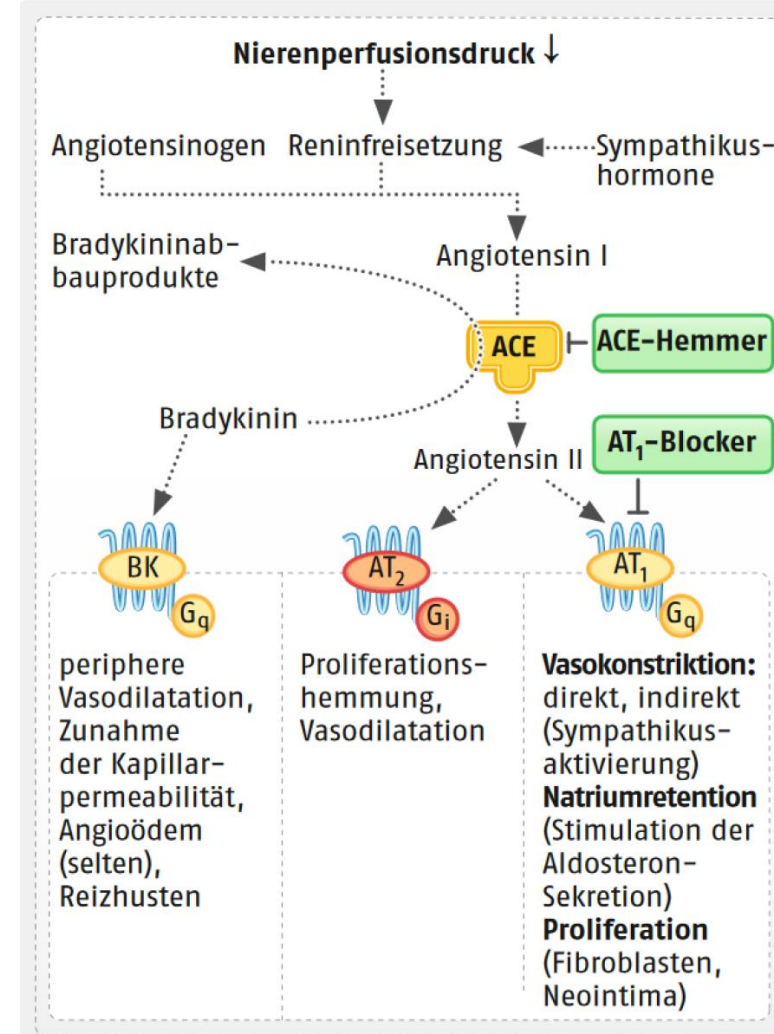 Nierenperfusionsdruck ↓
Angiotensinogen Reninfreisetzung Sympathikus-
hormone
Bradykininab-
bauprodukte
Angiotensin I
ACE
ACE-Hemmer
Bradykinin
Angiotensin II
AT₁-Blocker
BK
Gq
AT₂
Gi
AT₁
Gq
periphere
Vasodilatation,
Zunahme
der Kapillar-
permeabilität,
Angioödem
(selten),
Reizhusten
Proliferations-
hemmung,
Vasodilatation
Vasokonstriktion:
direkt, indirekt
(Sympathikus-
aktivierung)
Natriumretention
(Stimulation der
Aldosteron-
Sekretion)
Proliferation
(Fibroblasten,
Neointima)